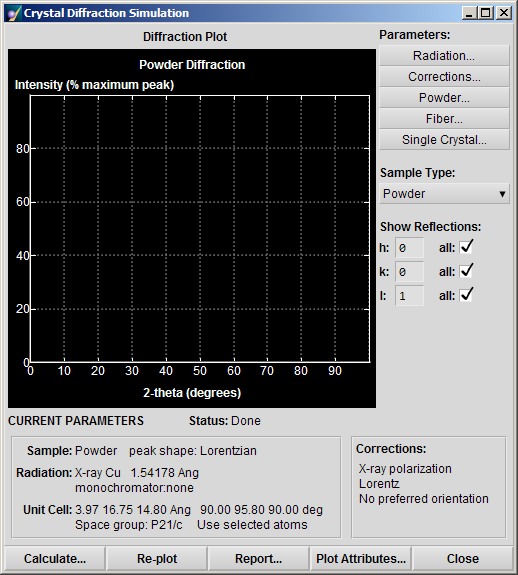 Crystal Diffraction Simulation
Diffraction Plot
Powder Diffraction
Intensity (% maximum peak)
80
60
40
20
0
0 10 20 30 40 50 60 70 80 90
2-theta (degrees)
Parameters:
Radiation...
Corrections...
Powder...
Fiber...
Single Crystal...
Sample Type:
Powder
Show Reflections:
h: 0 all:
k: 0 all:
l: 1 all:
CURRENT PARAMETERS Status: Done
Sample: Powder peak shape: Lorentzian
Radiation: X-ray Cu 1.54178 Ang
monochromator:none
Unit Cell: 3.97 16.75 14.80 Ang 90.00 95.80 90.00 deg
Space group: P21/c Use selected atoms
Corrections:
X-ray polarization
Lorentz
No preferred orientation
Calculate... Re-plot Report... Plot Attributes... Close